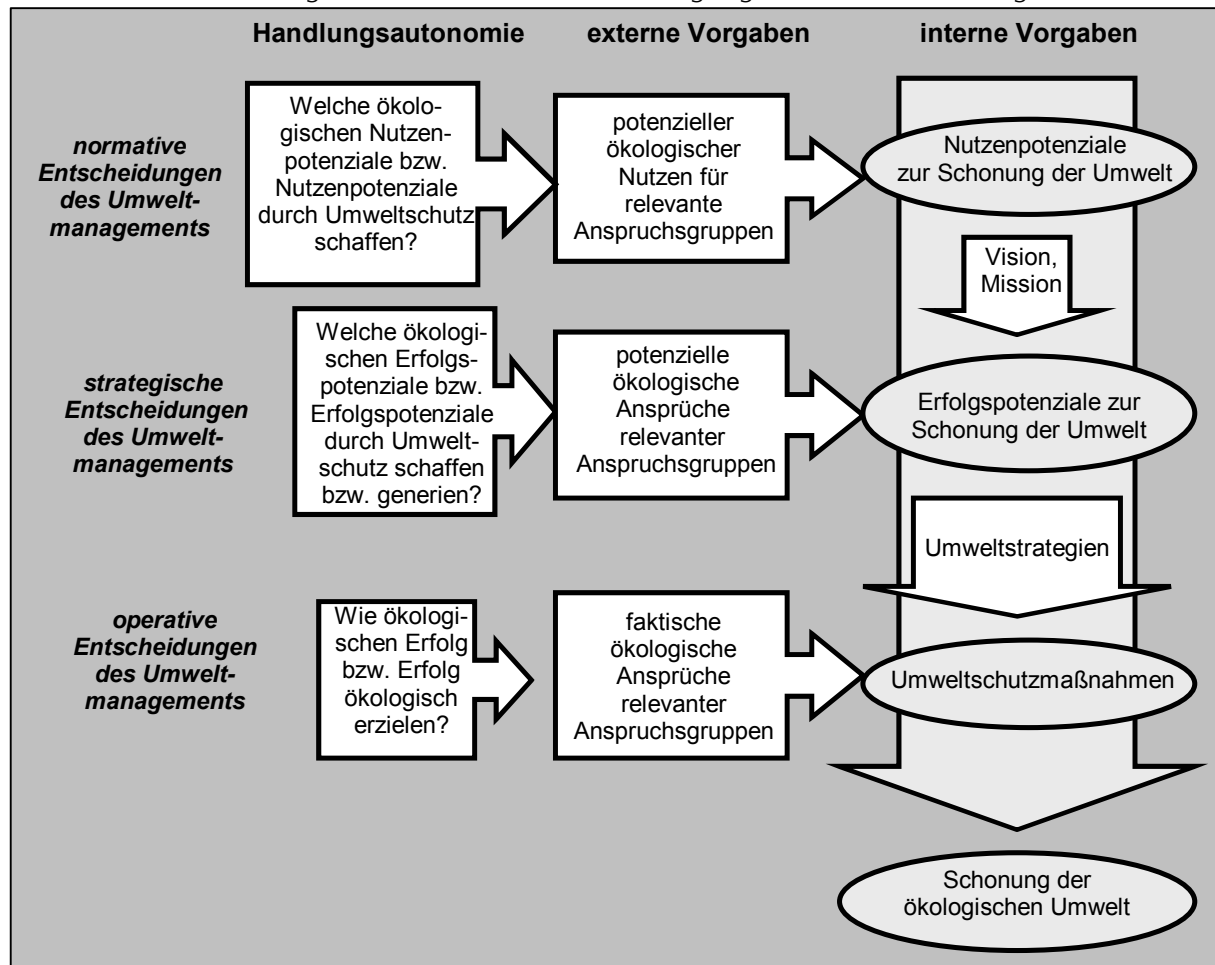 Handlungsautonomie
externe Vorgaben
interne Vorgaben
normative
Entscheidungen
des Umwelt-
managements
Welche ökolo-
gischen Nutzen-
potenziale bzw.
Nutzenpotenziale
durch Umweltschutz
schaffen?
potenzieller
ökologischer
Nutzen für
relevante
Anspruchsgruppen
Nutzenpotenziale
zur Schonung der Umwelt
Vision,
Mission
strategische
Entscheidungen
des Umwelt-
managements
Welche ökologi-
schen Erfolgs-
potenziale bzw.
Erfolgspotenziale
durch Umwelt-
schutz schaffen
bzw. generien?
potenzielle
ökologische
Ansprüche
relevanter
Anspruchsgruppen
Erfolgspotenziale zur
Schonung der Umwelt
Umweltstrategien
operative
Entscheidungen
des Umwelt-
managements
Wie ökologi-
schen Erfolg
bzw. Erfolg
ökologisch
erzielen?
faktische
ökologische
Ansprüche
relevanter
Anspruchsgruppen
Umweltschutzmaßnahmen
Schonung der
ökologischen Umwelt